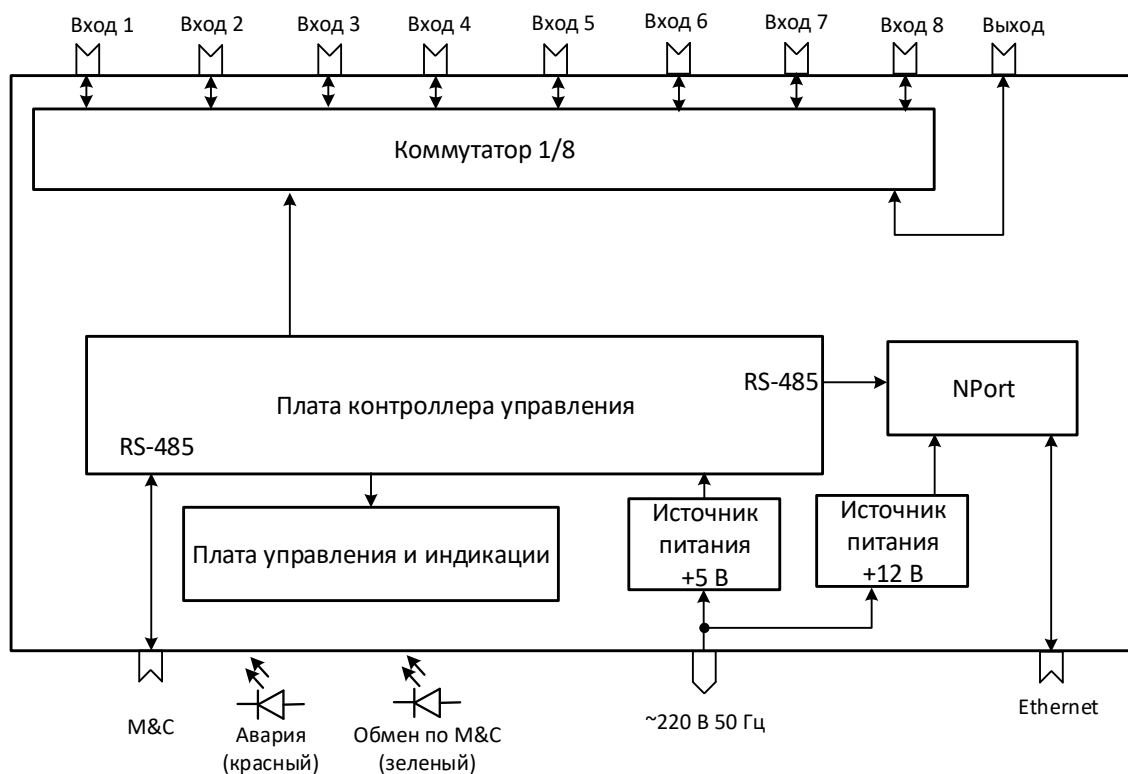 Вход 1
Вход 2
Вход 3
Вход 4
Вход 5
Вход 6
Вход 7
Вход 8
Выход
Коммутатор 1/8
RS-485
NPort
Плата контроллера управления
RS-485
Источник
питания
+5 В
Источник
питания
+12 В
Плата управления и индикации
M&C
Авария
(красный)
Обмен по M&C
(зеленый)
~220 В 50 Гц
Ethernet